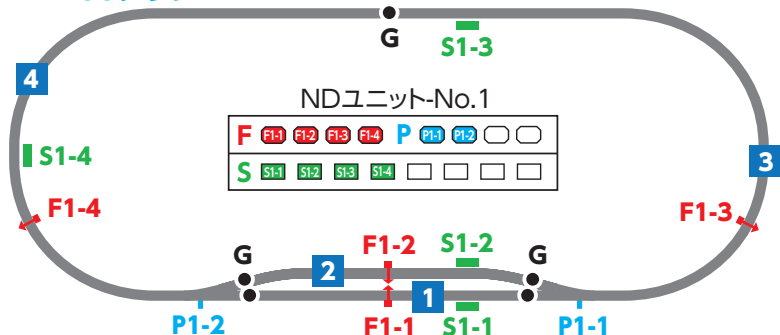 G
S1-3
4
NDユニット-No.1
F F1-1 F1-2 F1-3 F1-4 P P1-1 P1-2
S S1-1 S1-2 S1-3 S1-4
S1-4
3
F1-4
F1-3
G
F1-2
S1-2
G
2
1
P1-2
F1-1
S1-1
P1-1